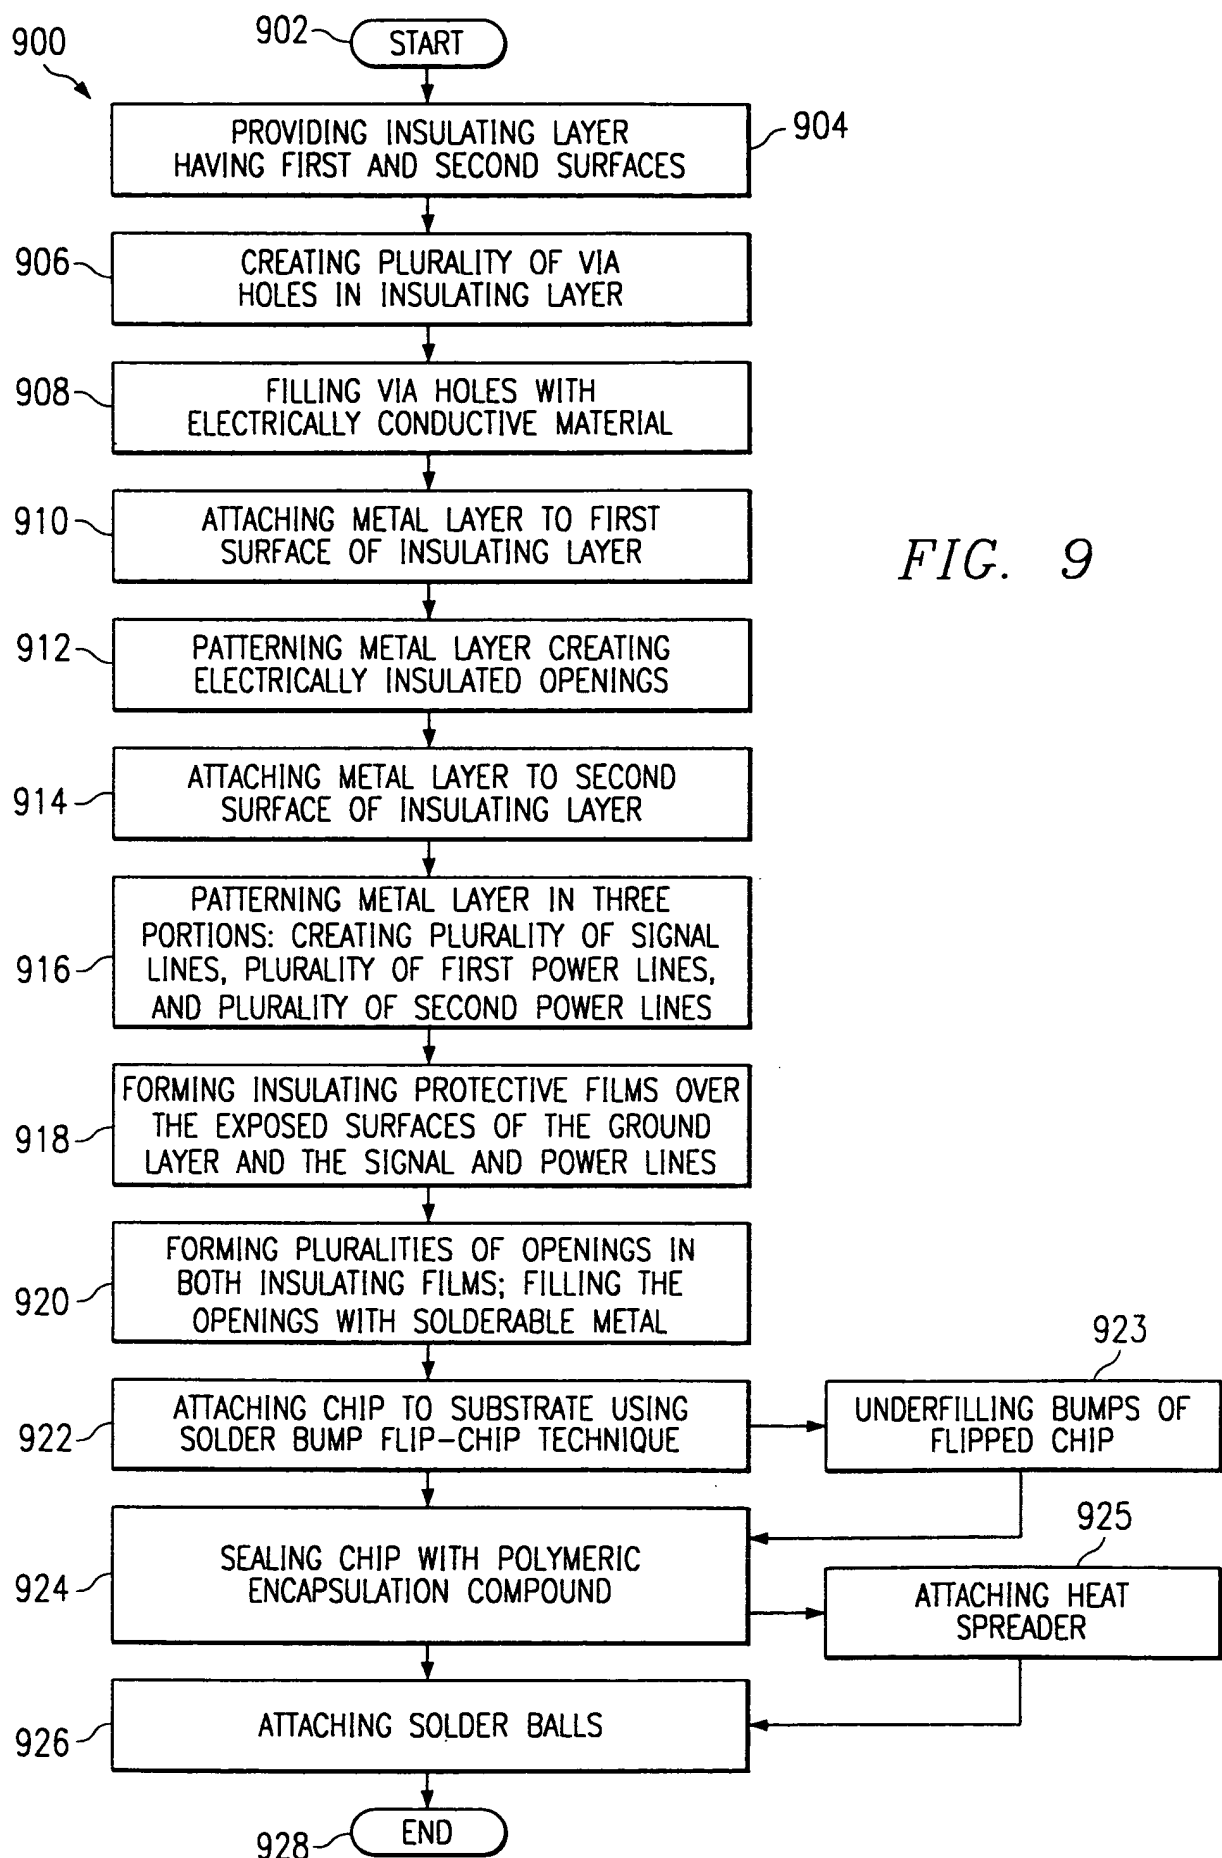 902
START
900
PROVIDING INSULATING LAYER
HAVING FIRST AND SECOND SURFACES
904
906
CREATING PLURALITY OF VIA
HOLES IN INSULATING LAYER
908
FILLING VIA HOLES WITH
ELECTRICALLY CONDUCTIVE MATERIAL
910
ATTACHING METAL LAYER TO FIRST
SURFACE OF INSULATING LAYER
FIG. 9
912
PATTERNING METAL LAYER CREATING
ELECTRICALLY INSULATED OPENINGS
914
ATTACHING METAL LAYER TO SECOND
SURFACE OF INSULATING LAYER
916
PATTERNING METAL LAYER IN THREE
PORTIONS: CREATING PLURALITY OF SIGNAL
LINES, PLURALITY OF FIRST POWER LINES,
AND PLURALITY OF SECOND POWER LINES
918
FORMING INSULATING PROTECTIVE FILMS OVER
THE EXPOSED SURFACES OF THE GROUND
LAYER AND THE SIGNAL AND POWER LINES
920
FORMING PLURALITIES OF OPENINGS IN
BOTH INSULATING FILMS; FILLING THE
OPENINGS WITH SOLDERABLE METAL
922
ATTACHING CHIP TO SUBSTRATE USING
SOLDER BUMP FLIP-CHIP TECHNIQUE
923
UNDERFILLING BUMPS OF
FLIPPED CHIP
924
SEALING CHIP WITH POLYMERIC
ENCAPSULATION COMPOUND
925
ATTACHING HEAT
SPREADER
926
ATTACHING SOLDER BALLS
928
END